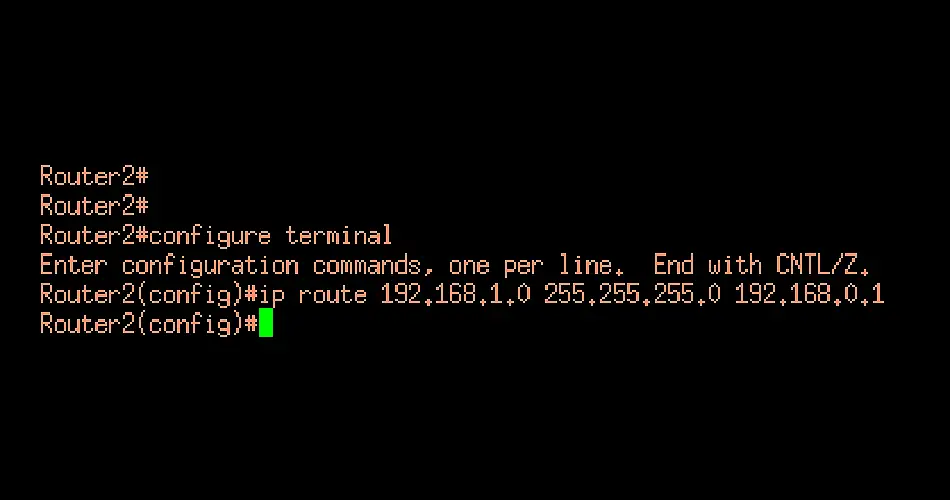 Router2#
Router2#
Router2#configure terminal
Enter configuration commands, one per line.  End with CNTL/Z.
Router2(config)#ip route 192.168.1.0 255.255.255.0 192.168.0.1
Router2(config)#